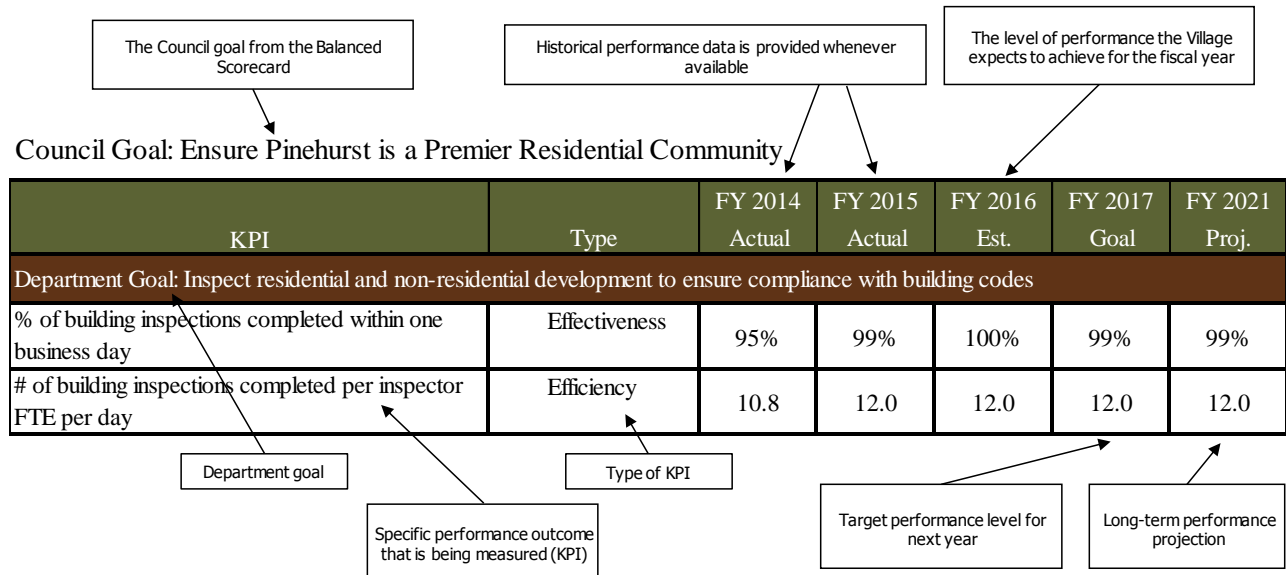 The Council goal from the Balanced
Scorecard
Historical performance data is provided whenever
available
The level of performance the Village
expects to achieve for the fiscal year
Council Goal: Ensure Pinehurst is a Premier Residential Community
KPI Type FY 2014 Actual FY 2015 Actual FY 2016 Est. FY 2017 Goal FY 2021 Proj.
Department Goal: Inspect residential and non-residential development to ensure compliance with building codes
% of building inspections completed within one
business day
Effectiveness 95% 99% 100% 99% 99%
# of building inspections completed per inspector
FTE per day
Efficiency 10.8 12.0 12.0 12.0 12.0
Department goal
Type of KPI
Specific performance outcome
that is being measured (KPI)
Target performance level for
next year
Long-term performance
projection